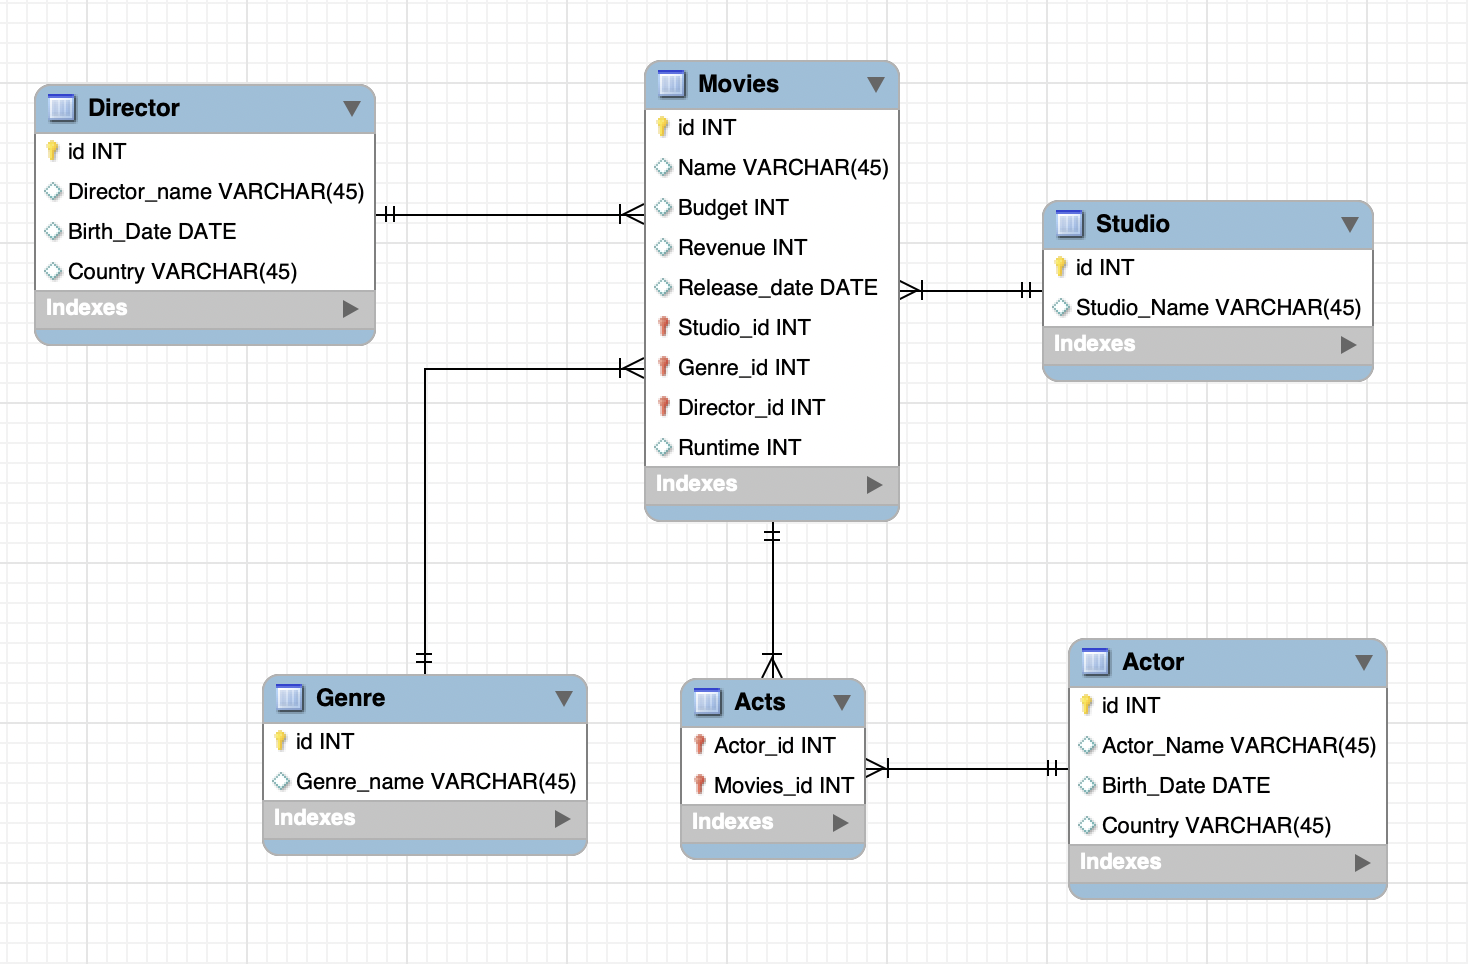 Director
id INT
Director_name VARCHAR(45)
Birth_Date DATE
Country VARCHAR(45)
Indexes
Movies
id INT
Name VARCHAR(45)
Budget INT
Revenue INT
Release_date DATE
Studio_id INT
Genre_id INT
Director_id INT
Runtime INT
Indexes
Studio
id INT
Studio_Name VARCHAR(45)
Indexes
Genre
id INT
Genre_name VARCHAR(45)
Indexes
Acts
Actor_id INT
Movies_id INT
Indexes
Actor
id INT
Actor_Name VARCHAR(45)
Birth_Date DATE
Country VARCHAR(45)
Indexes